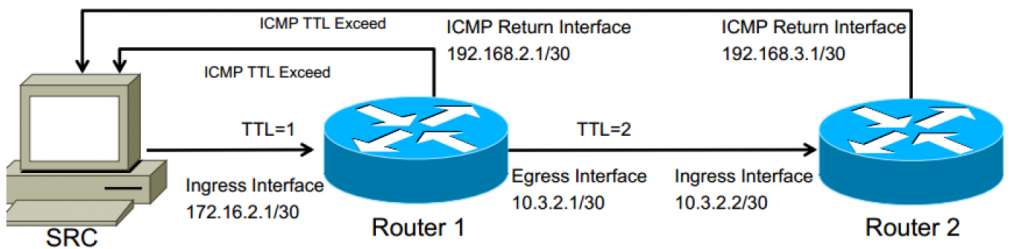 ICMP TTL Exceed
ICMP Return Interface
192.168.2.1/30
ICMP Return Interface
192.168.3.1/30
ICMP TTL Exceed
TTL=1
TTL=2
Ingress Interface
172.16.2.1/30
Egress Interface
10.3.2.1/30
Ingress Interface
10.3.2.2/30
SRC
Router 1
Router 2